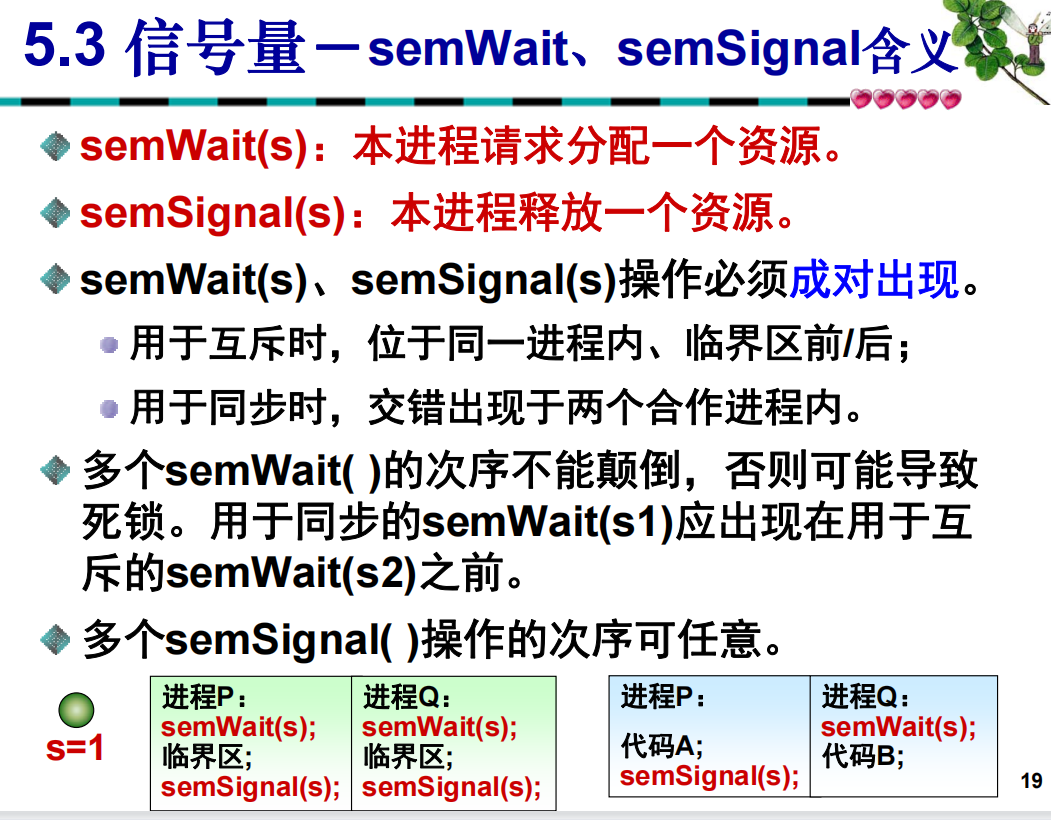 5.3 信号量－semWait、semSignal含义
semWait(s)：本进程请求分配一个资源。
semSignal(s)：本进程释放一个资源。
semWait(s)、semSignal(s)操作必须成对出现。
用于互斥时，位于同一进程内、临界区前/后；
用于同步时，交错出现于两个合作进程内。
多个semWait( )的次序不能颠倒，否则可能导致
死锁。用于同步的semWait(s1)应出现在用于互
斥的semWait(s2)之前。
多个semSignal( )操作的次序可任意。
s=1
进程P：
semWait(s);
临界区;
semSignal(s);
进程Q：
semWait(s);
临界区;
semSignal(s);
进程P：
代码A;
semSignal(s);
进程Q：
semWait(s);
代码B;
19